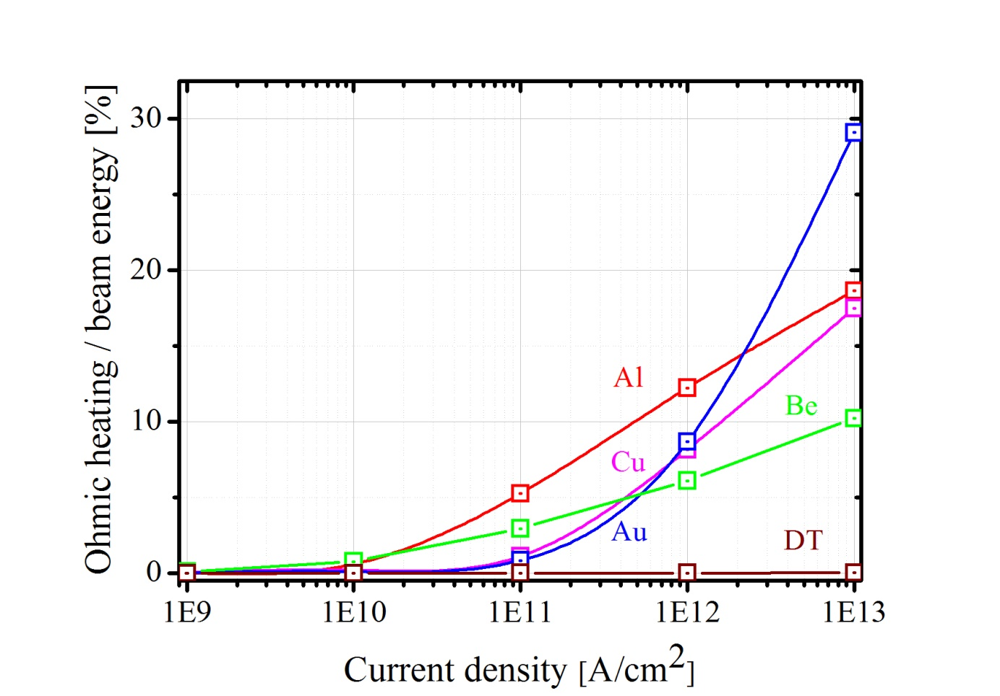 Ohmic heating / beam energy [%]
30
20
10
0
Al
Be
Cu
Au
DT
1E9 1E10 1E11 1E12 1E13
Current density [A/cm²]